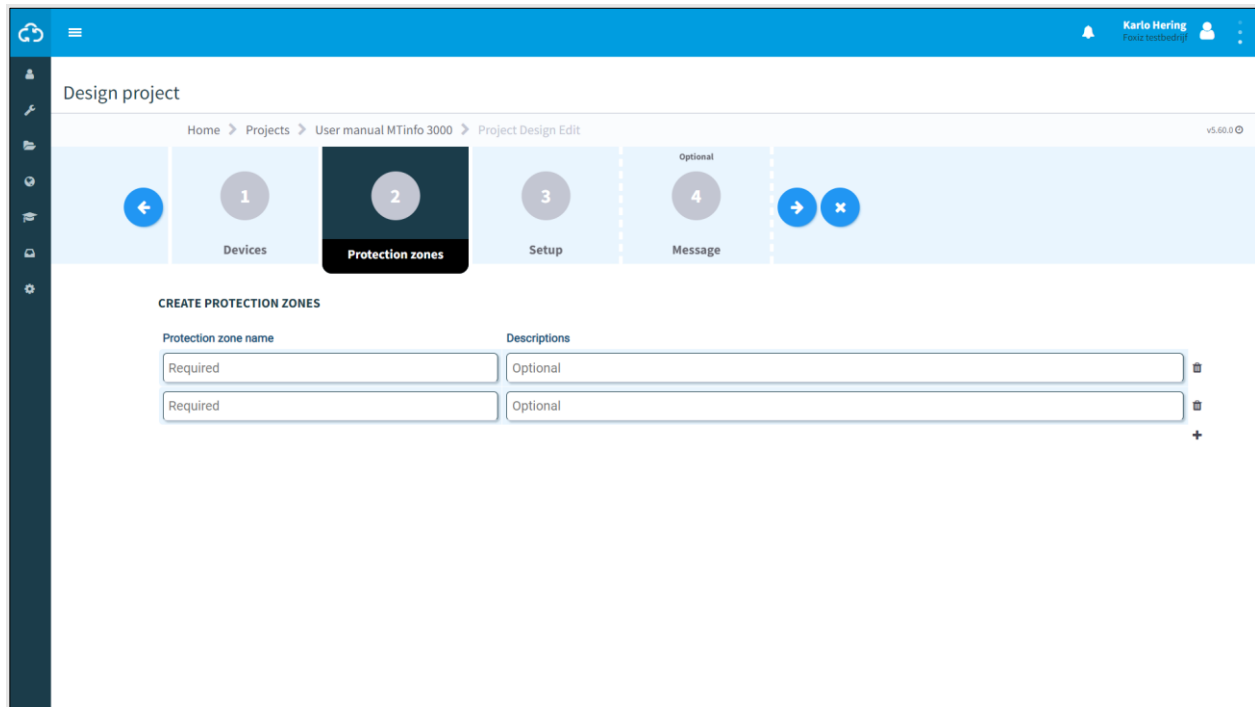 Karlo Hering
Foxiz testbedrijf
Design project
Home Projects User manual MTinfo 3000 Project Design Edit
v5.60.0
Optional
1 2 3 4
Devices Protection zones Setup Message
CREATE PROTECTION ZONES
Protection zone name Descriptions
Required Optional
Required Optional